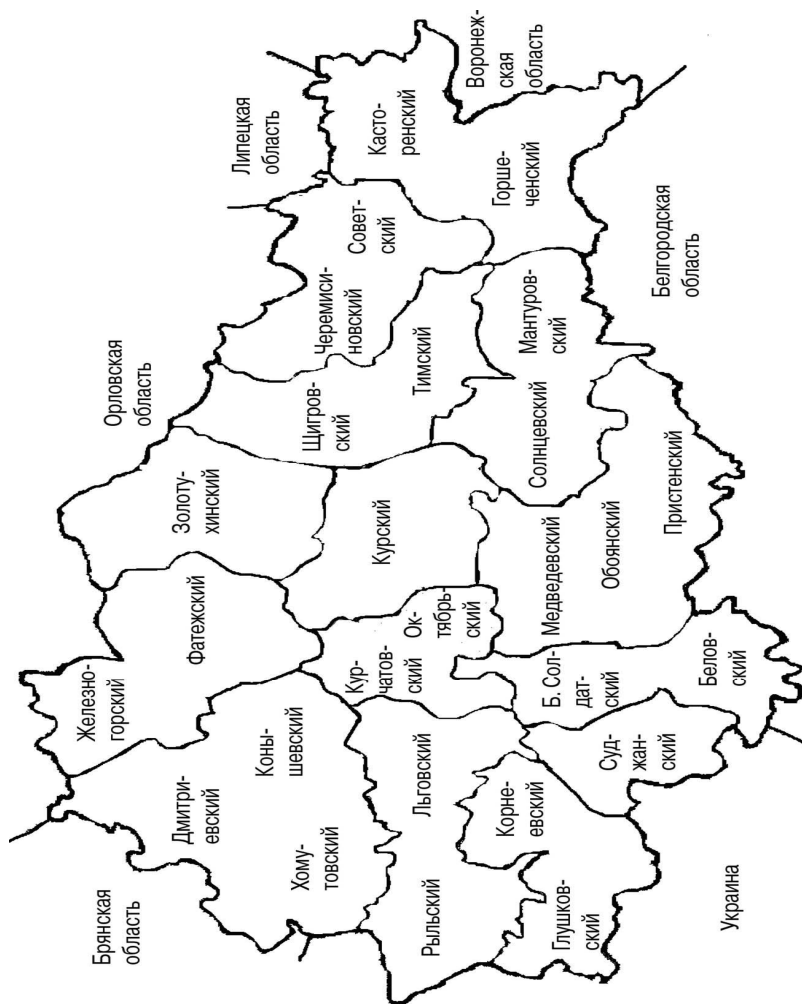 Брянская
область
Орловская
область
Липецкая
область
Воронеж-
ская
область
Белгородская
область
Украина
Железно-
горский
Дмитри-
евский
Фатежский
Золоту-
хинский
Коны-
шевский
Хому-
товский
Щигров-
ский
Черемиси-
новский
Совет-
ский
Касто-
ренский
Горше-
ченский
Тимский
Курский
Кур-
чатов-
ский
Ок-
тябрь-
ский
Льговский
Рыльский
Корне-
евский
Глушков-
ский
Б. Сол-
дат-
ский
Суд-
жан-
ский
Белов-
ский
Медведевский
Обоянский
Пристенский
Солнцевский
Мантуров-
ский